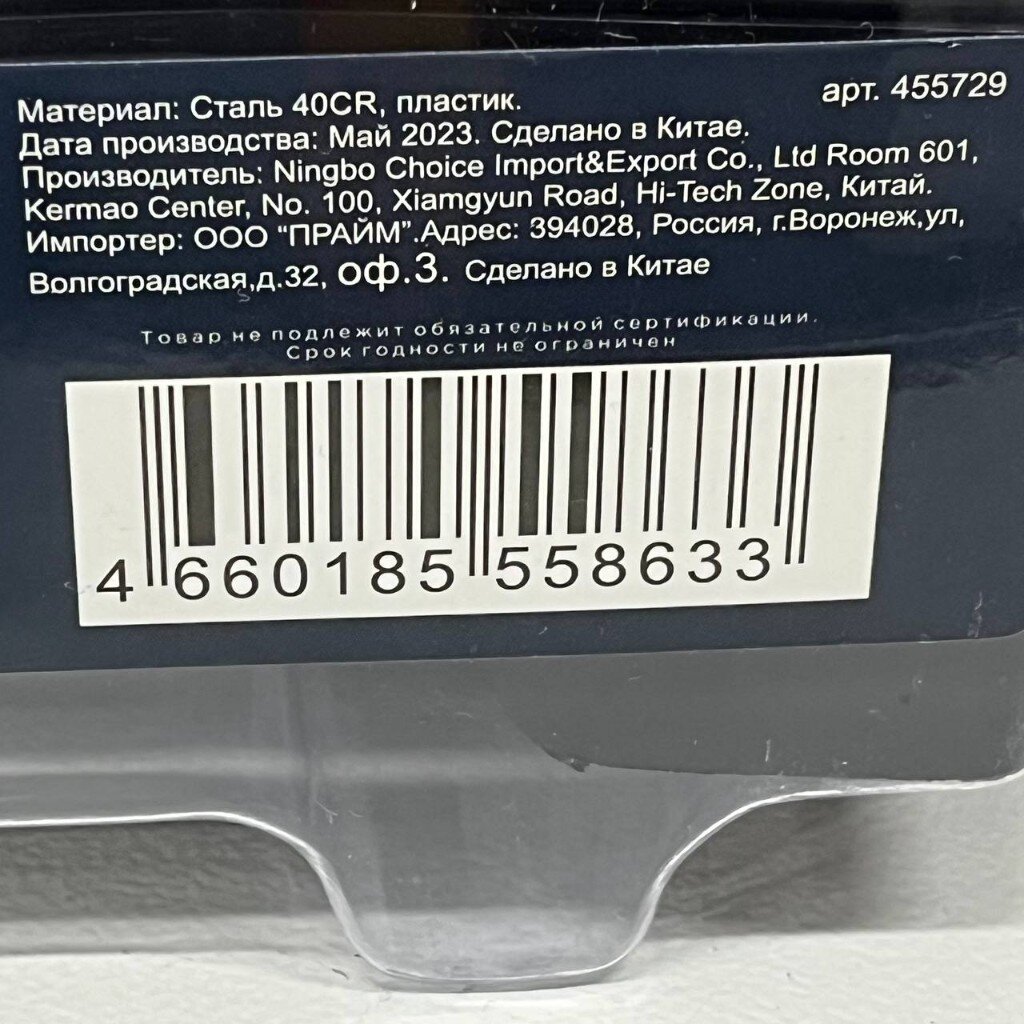 Материал: Сталь 40CR, пластик.
арт. 455729
Дата производства: Май 2023. Сделано в Китае.
Производитель: Ningbo Choice Import&Export Co., Ltd Room 601,
Kermao Center, No. 100, Xiamgyun Road, Hi-Tech Zone, Китай.
Импортер: ООО “ПРАЙМ”.Адрес: 394028, Россия, г.Воронеж,ул,
Волгоградская,д.32, оф.3. Сделано в Китае
Товар не подлежит обязательной сертификации.
Срок годности не ограничен
4 660185 558633